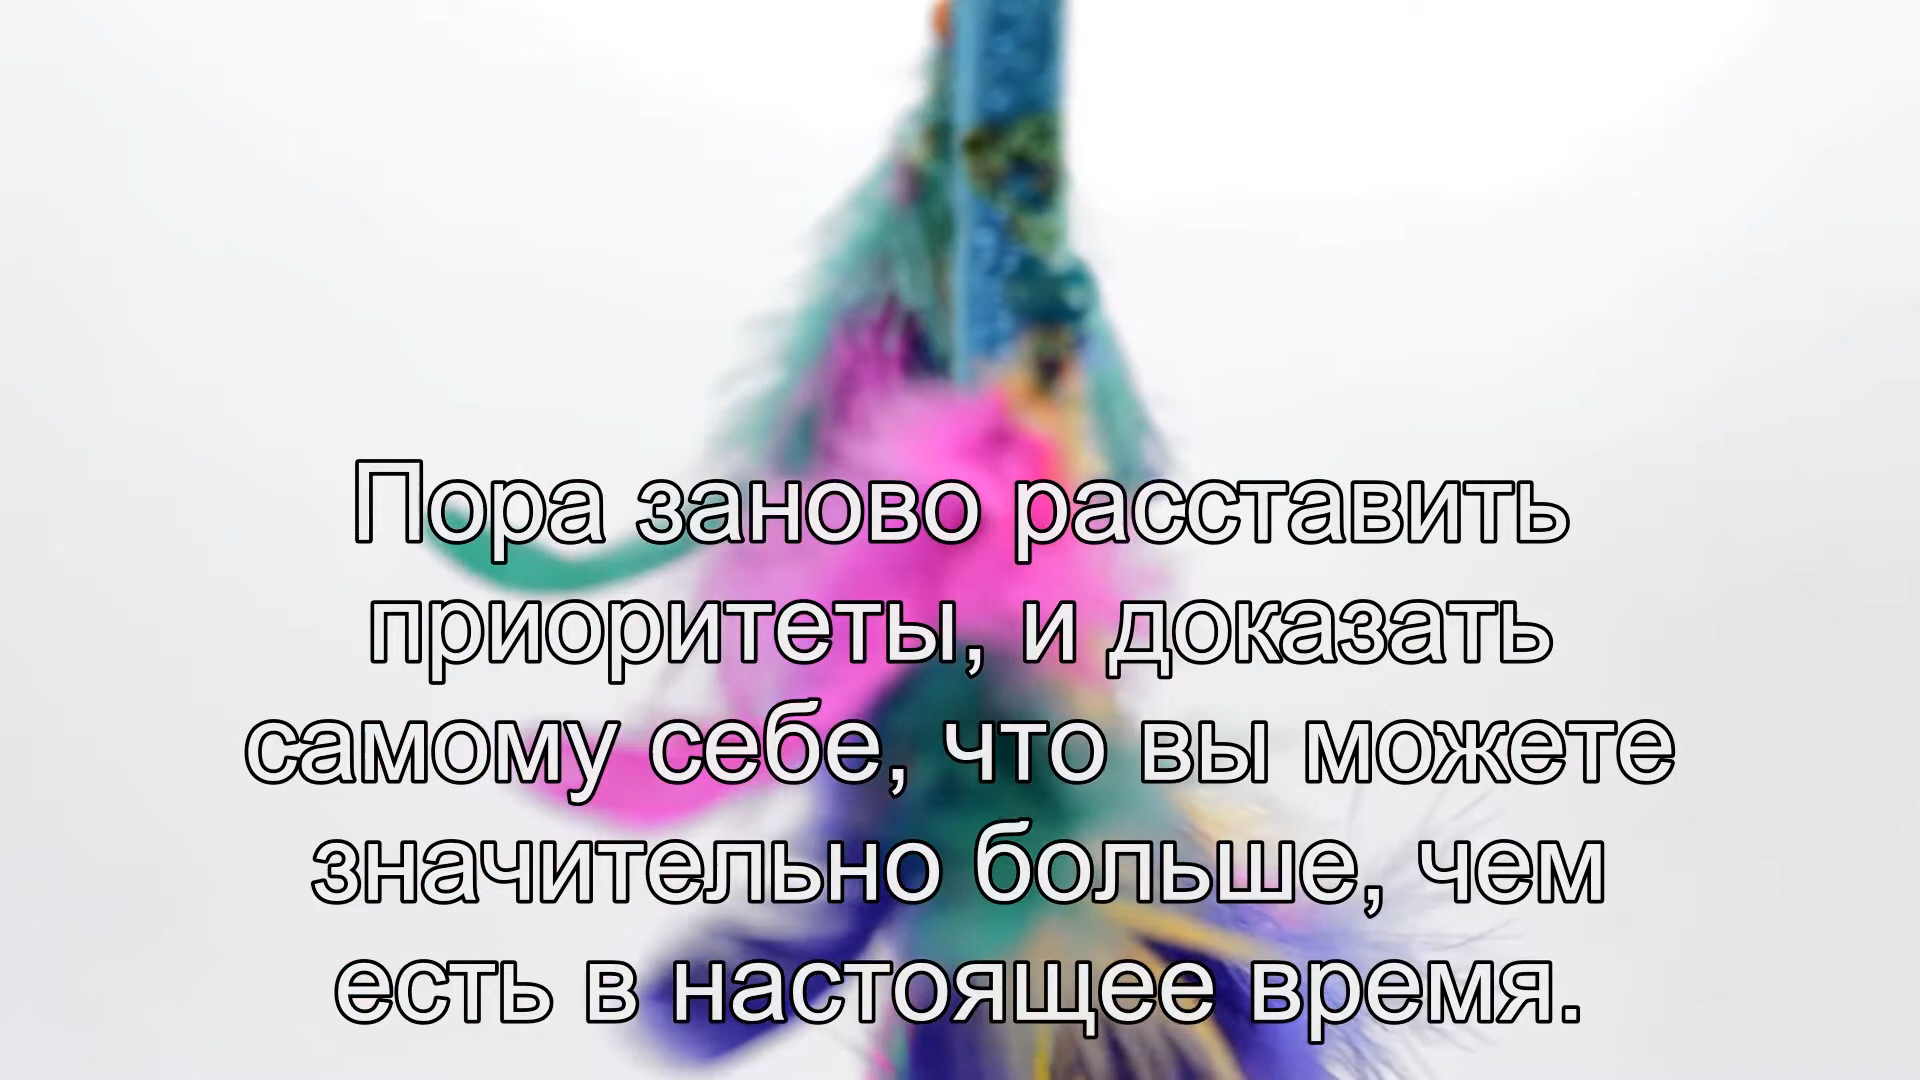 Пора заново расставить
приоритеты, и доказать
самому себе, что вы можете
значительно больше, чем
есть в настоящее время.